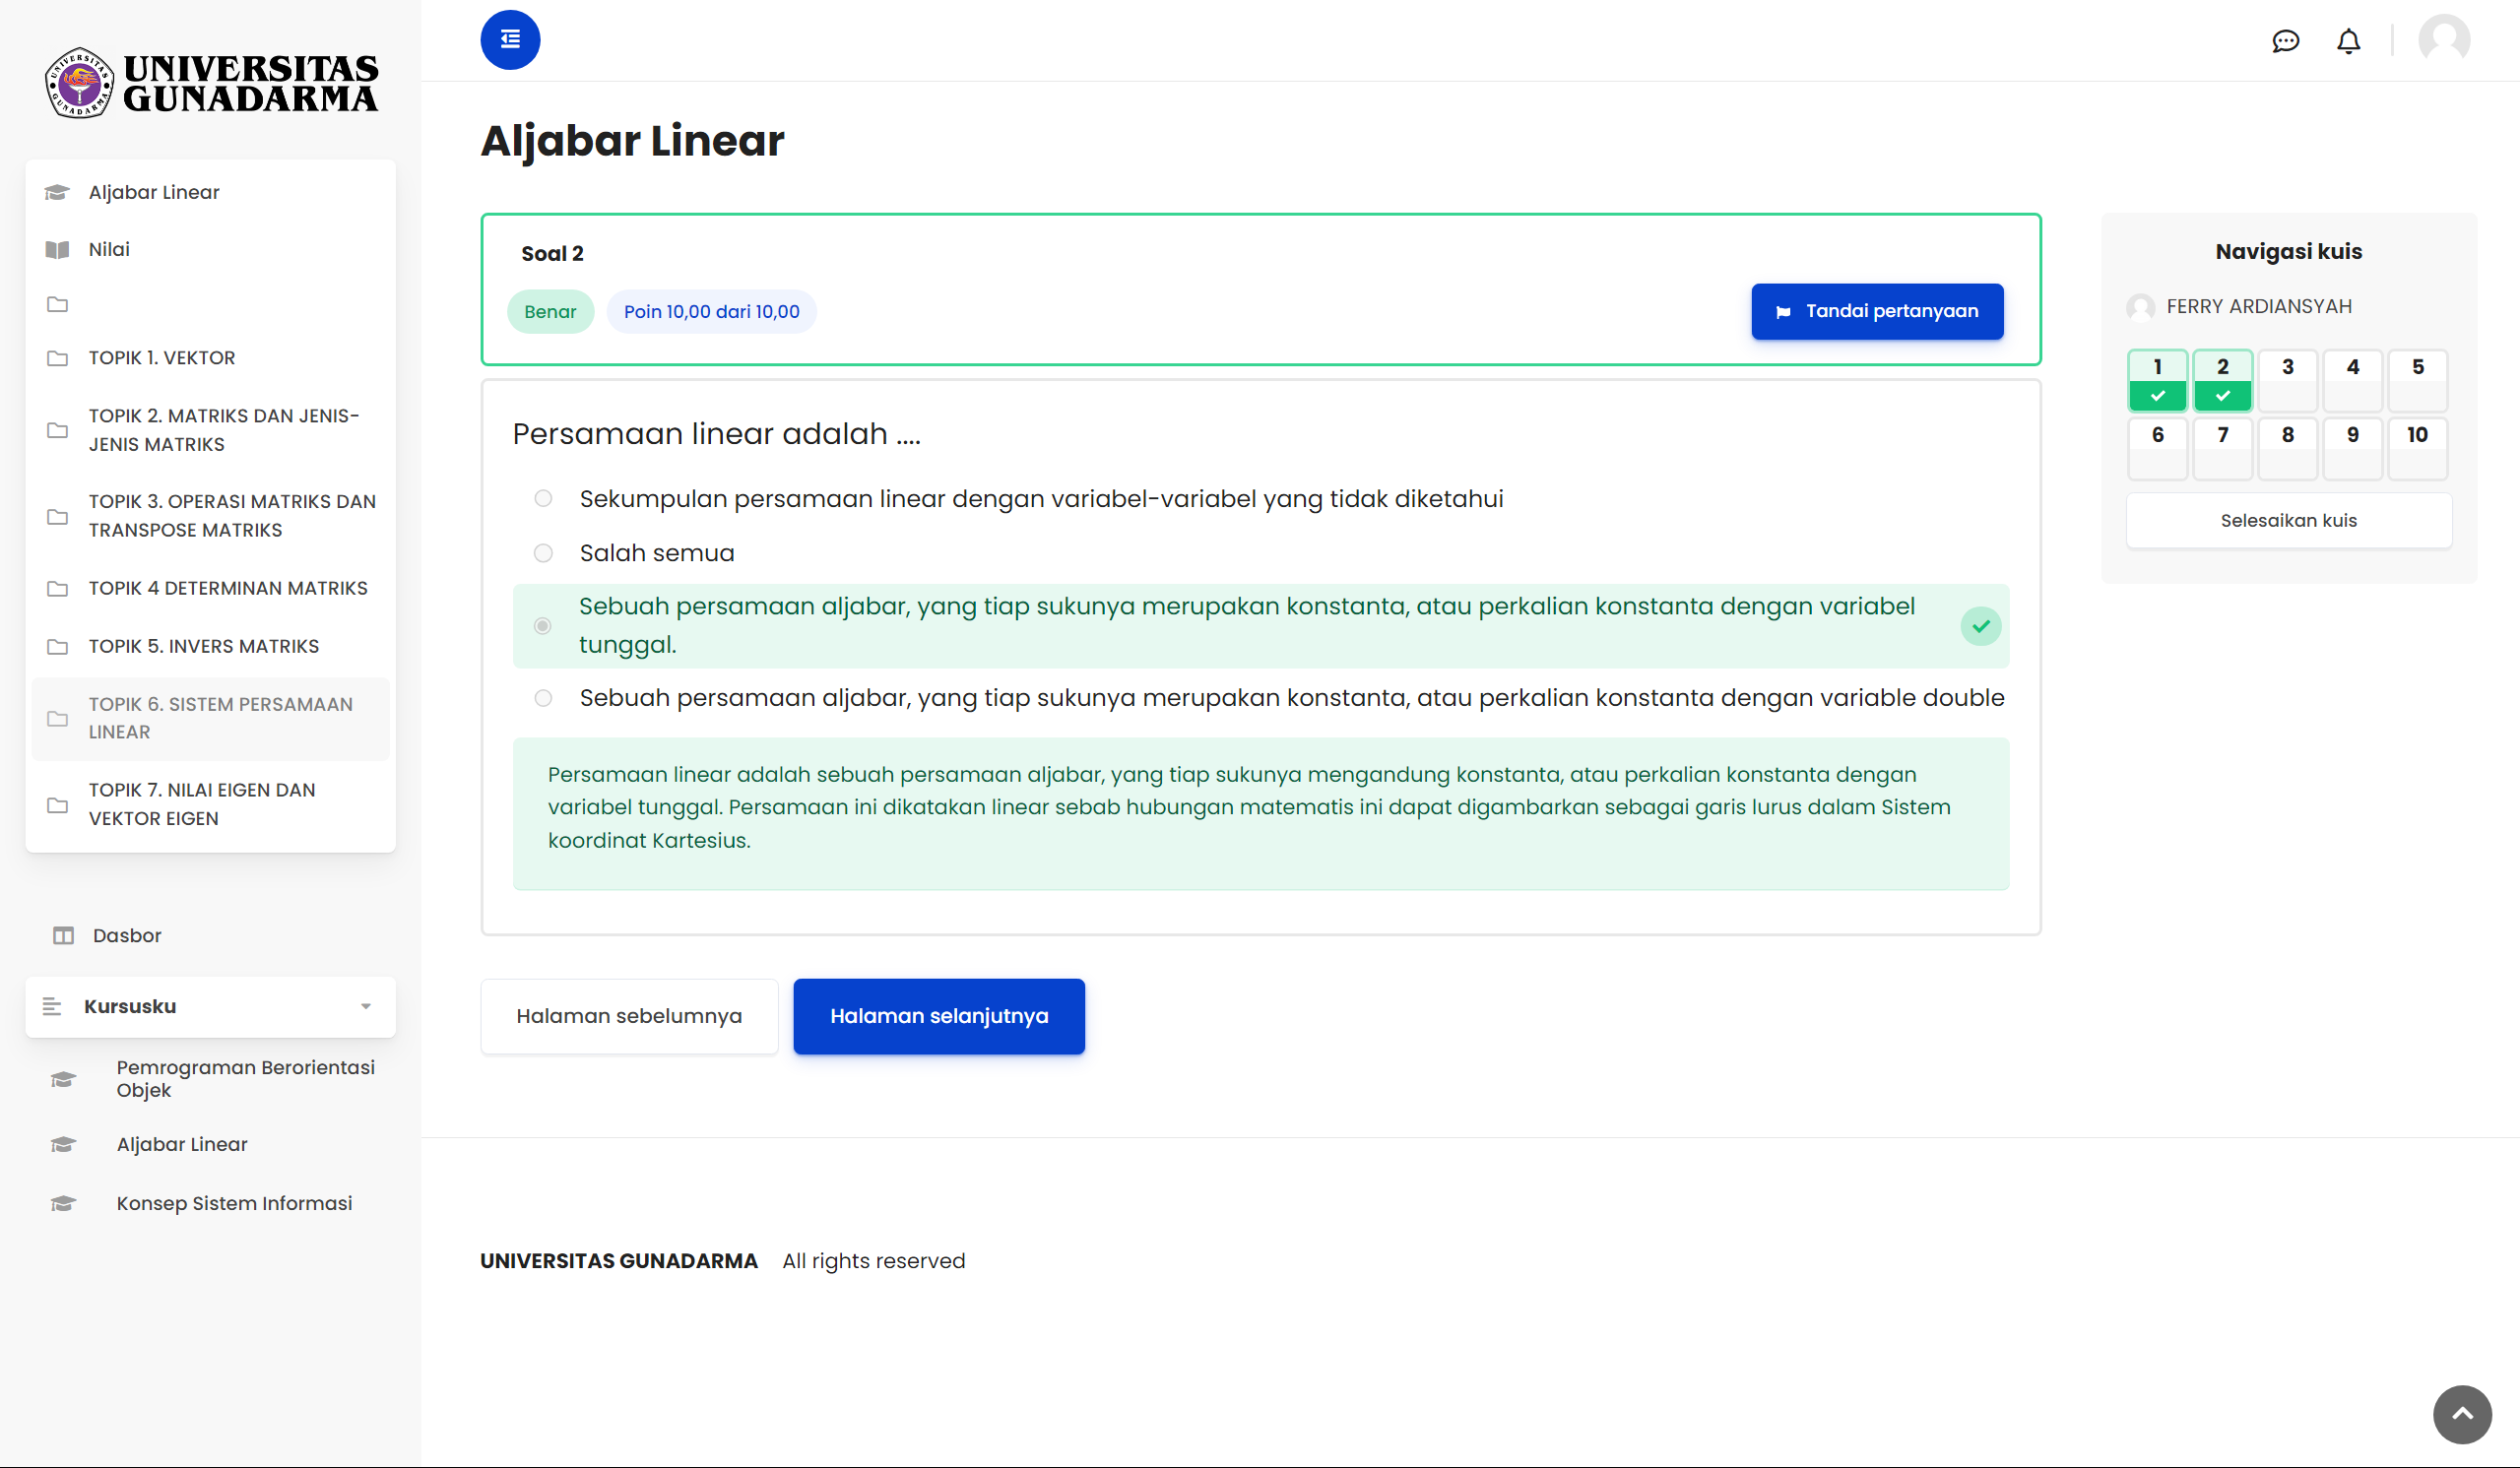 UNIVERSITAS
GUNADARMA
Aljabar Linear
Nilai
TOPIK 1. VEKTOR
TOPIK 2. MATRIKS DAN JENIS-
JENIS MATRIKS
TOPIK 3. OPERASI MATRIKS DAN
TRANSPOSE MATRIKS
TOPIK 4 DETERMINAN MATRIKS
TOPIK 5. INVERS MATRIKS
TOPIK 6. SISTEM PERSAMAAN
LINEAR
TOPIK 7. NILAI EIGEN DAN
VEKTOR EIGEN
Dasbor
Kursusku
Pemrograman Berorientasi
Objek
Aljabar Linear
Konsep Sistem Informasi
Aljabar Linear
Soal 2
Benar
Poin 10,00 dari 10,00
Tandai pertanyaan
Persamaan linear adalah ....
Sekumpulan persamaan linear dengan variabel-variabel yang tidak diketahui
Salah semua
Sebuah persamaan aljabar, yang tiap sukunya merupakan konstanta, atau perkalian konstanta dengan variabel
tunggal.
Sebuah persamaan aljabar, yang tiap sukunya merupakan konstanta, atau perkalian konstanta dengan variable double
Persamaan linear adalah sebuah persamaan aljabar, yang tiap sukunya mengandung konstanta, atau perkalian konstanta dengan
variabel tunggal. Persamaan ini dikatakan linear sebab hubungan matematis ini dapat digambarkan sebagai garis lurus dalam Sistem
koordinat Kartesius.
Halaman sebelumnya
Halaman selanjutnya
Navigasi kuis
FERRY ARDIANSYAH
1 2 3 4 5
6 7 8 9 10
Selesaikan kuis
UNIVERSITAS GUNADARMA All rights reserved